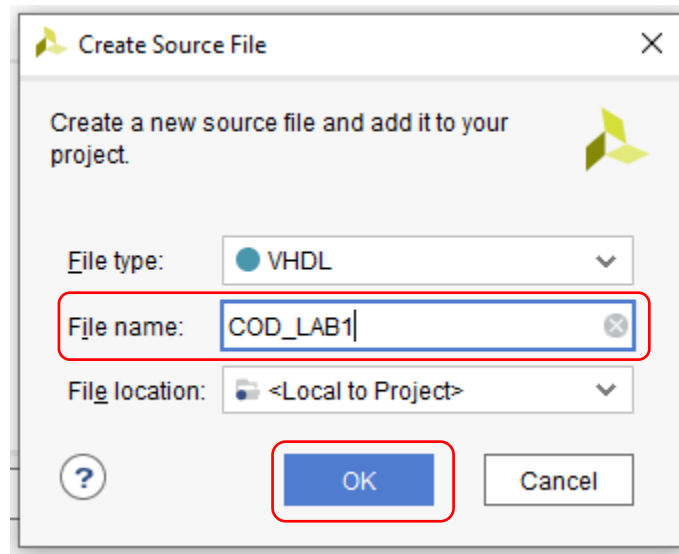 Create Source File
Create a new source file and add it to your
project.
File type: VHDL
File name: COD_LAB1
File location: <Local to Project>
? OK Cancel